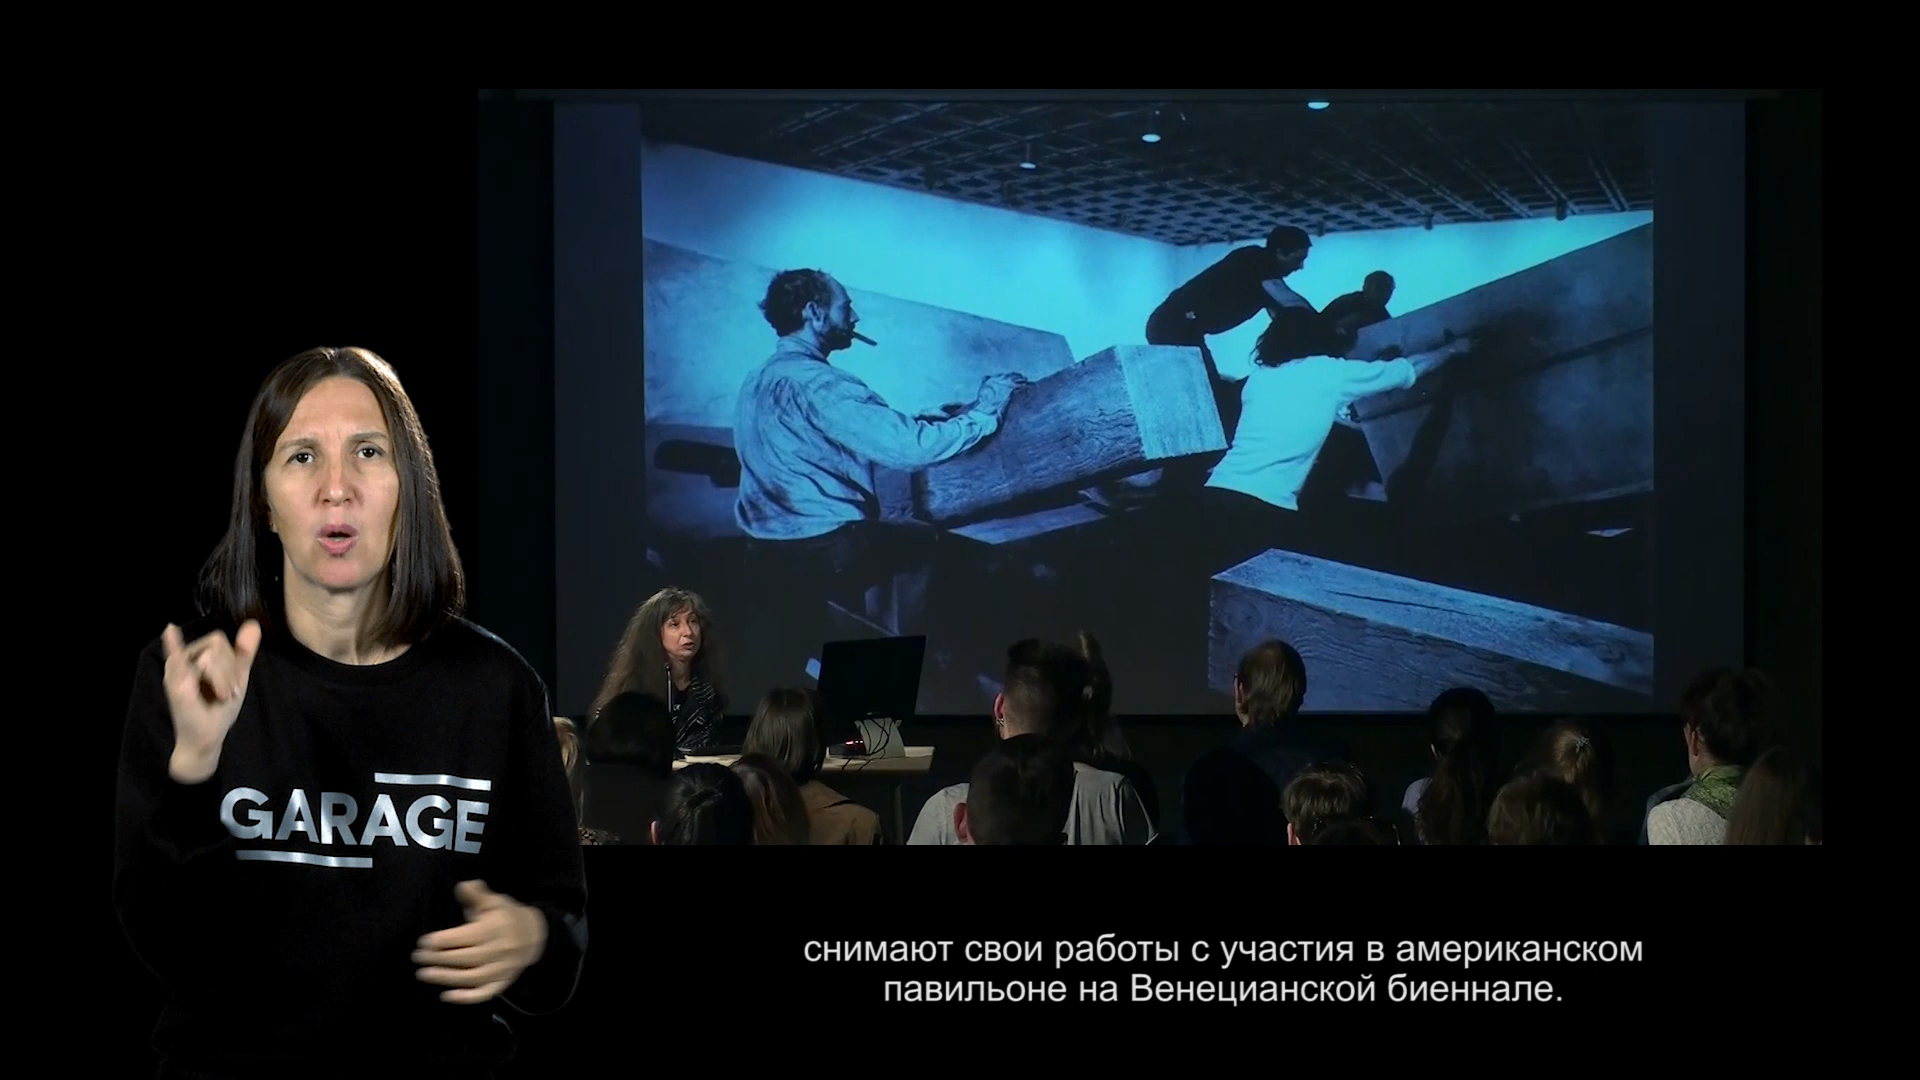 GARAGE
снимают свои работы с участия в американском
павильоне на Венецианской биеннале.